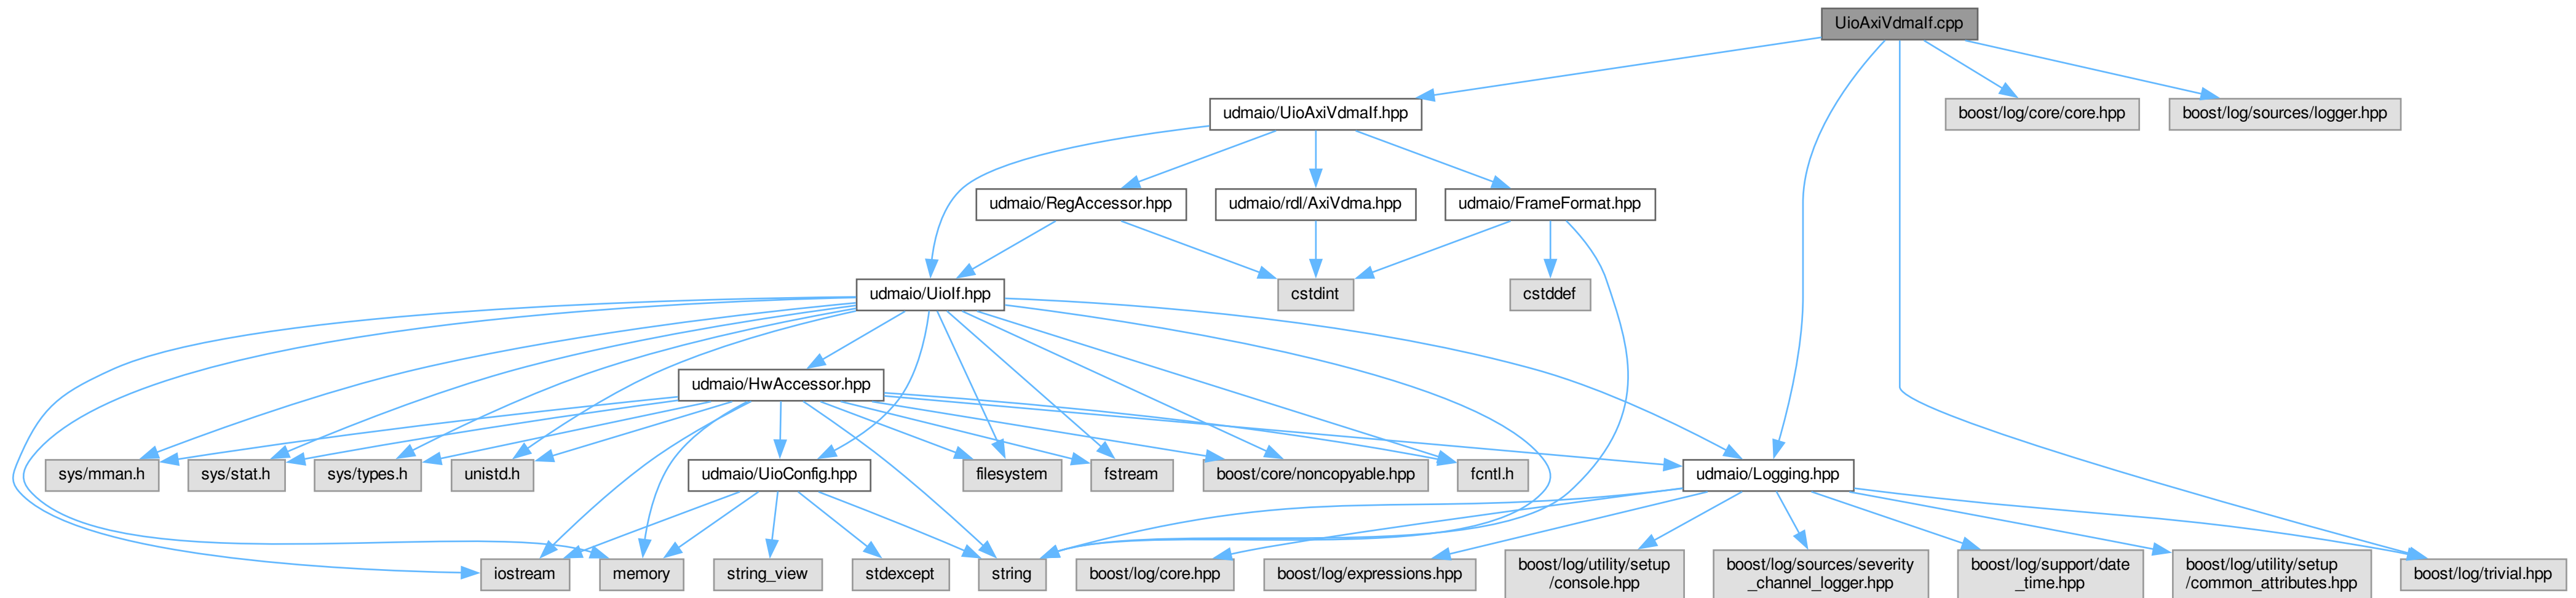 UioAxiVdmaIf.cpp
udmaio/UioAxiVdmaIf.hpp
boost/log/core/core.hpp
boost/log/sources/logger.hpp
udmaio/RegAccessor.hpp
udmaio/rdl/AxiVdma.hpp
udmaio/FrameFormat.hpp
udmaio/UioIf.hpp
cstdint
cstddef
udmaio/HwAccessor.hpp
sys/mman.h
sys/stat.h
sys/types.h
unistd.h
udmaio/UioConfig.hpp
filesystem
fstream
boost/core/noncopyable.hpp
fcntl.h
udmaio/Logging.hpp
iostream
memory
string_view
stdexcept
string
boost/log/core.hpp
boost/log/expressions.hpp
boost/log/utility/setup
/console.hpp
boost/log/sources/severity
_channel_logger.hpp
boost/log/support/date
_time.hpp
boost/log/utility/setup
/common_attributes.hpp
boost/log/trivial.hpp